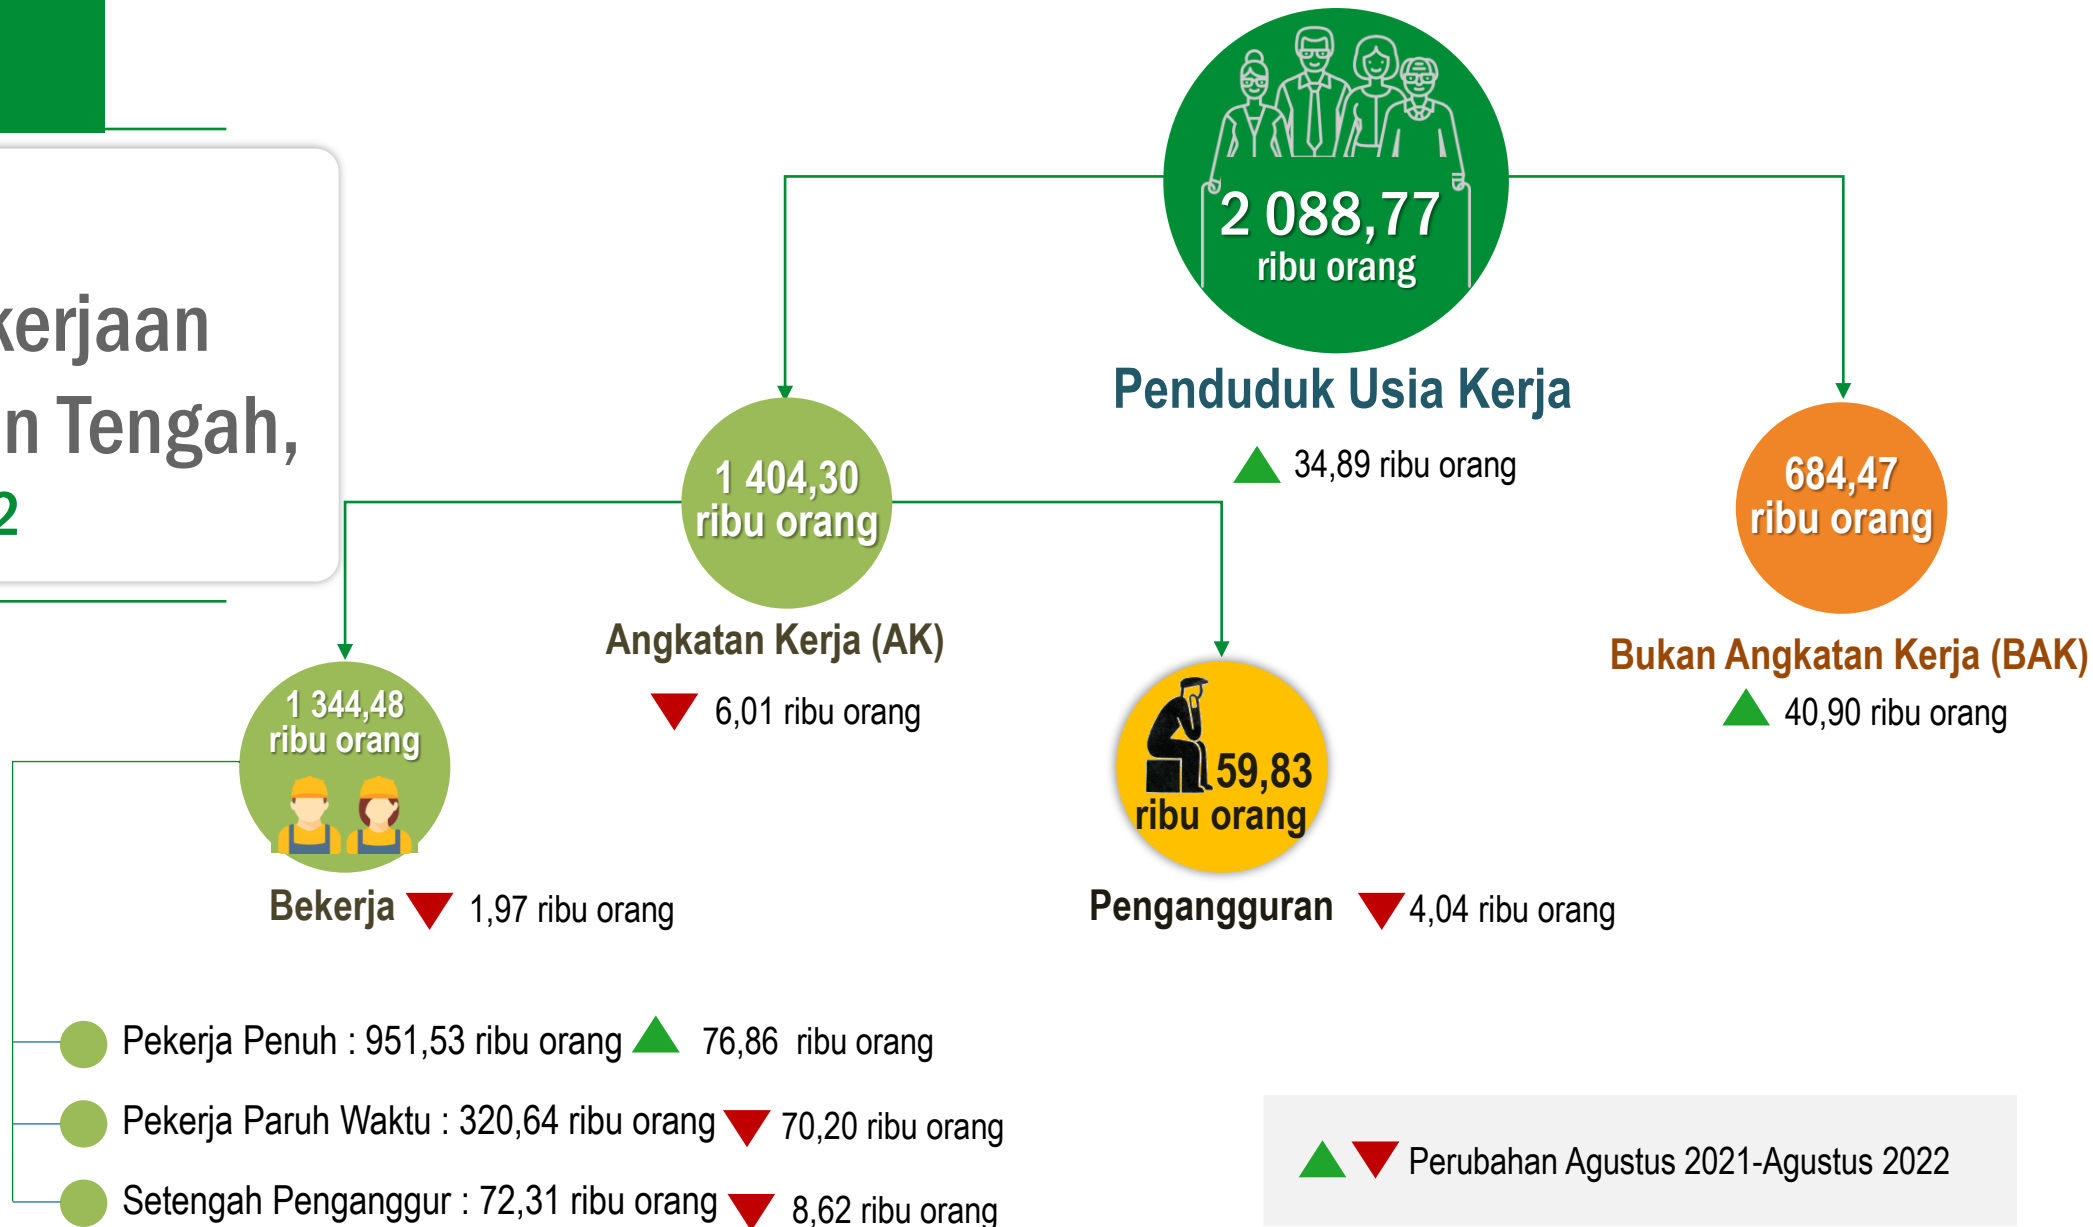 kerjaan
n Tengah,
2
2 088,77
ribu orang
Penduduk Usia Kerja
34,89 ribu orang
1 404,30
ribu orang
Angkatan Kerja (AK)
6,01 ribu orang
684,47
ribu orang
Bukan Angkatan Kerja (BAK)
40,90 ribu orang
1 344,48
ribu orang
Bekerja
1,97 ribu orang
59,83
ribu orang
Pengangguran
4,04 ribu orang
Pekerja Penuh : 951,53 ribu orang 76,86 ribu orang
Pekerja Paruh Waktu : 320,64 ribu orang 70,20 ribu orang
Setengah Penganggur : 72,31 ribu orang 8,62 ribu orang
Perubahan Agustus 2021-Agustus 2022